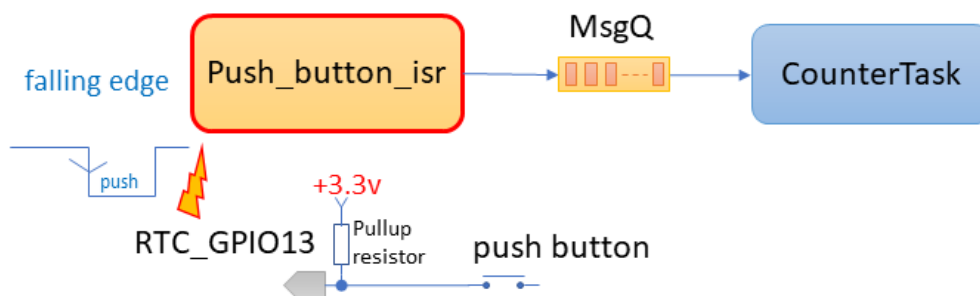 MsgQ
Push_button_isr
CounterTask
falling edge
push
+3.3v
RTC_GPIO13
Pullup
resistor
push button